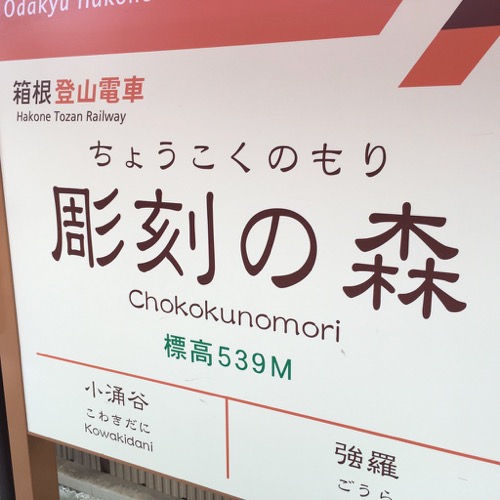 Odakyu Hakone
箱根登山電車
Hakone Tozan Railway
ちょうこくのもり
彫刻の森
Chokokunomori
標高539M
小涌谷
こわきだに
Kowakidani
強羅
ごうら